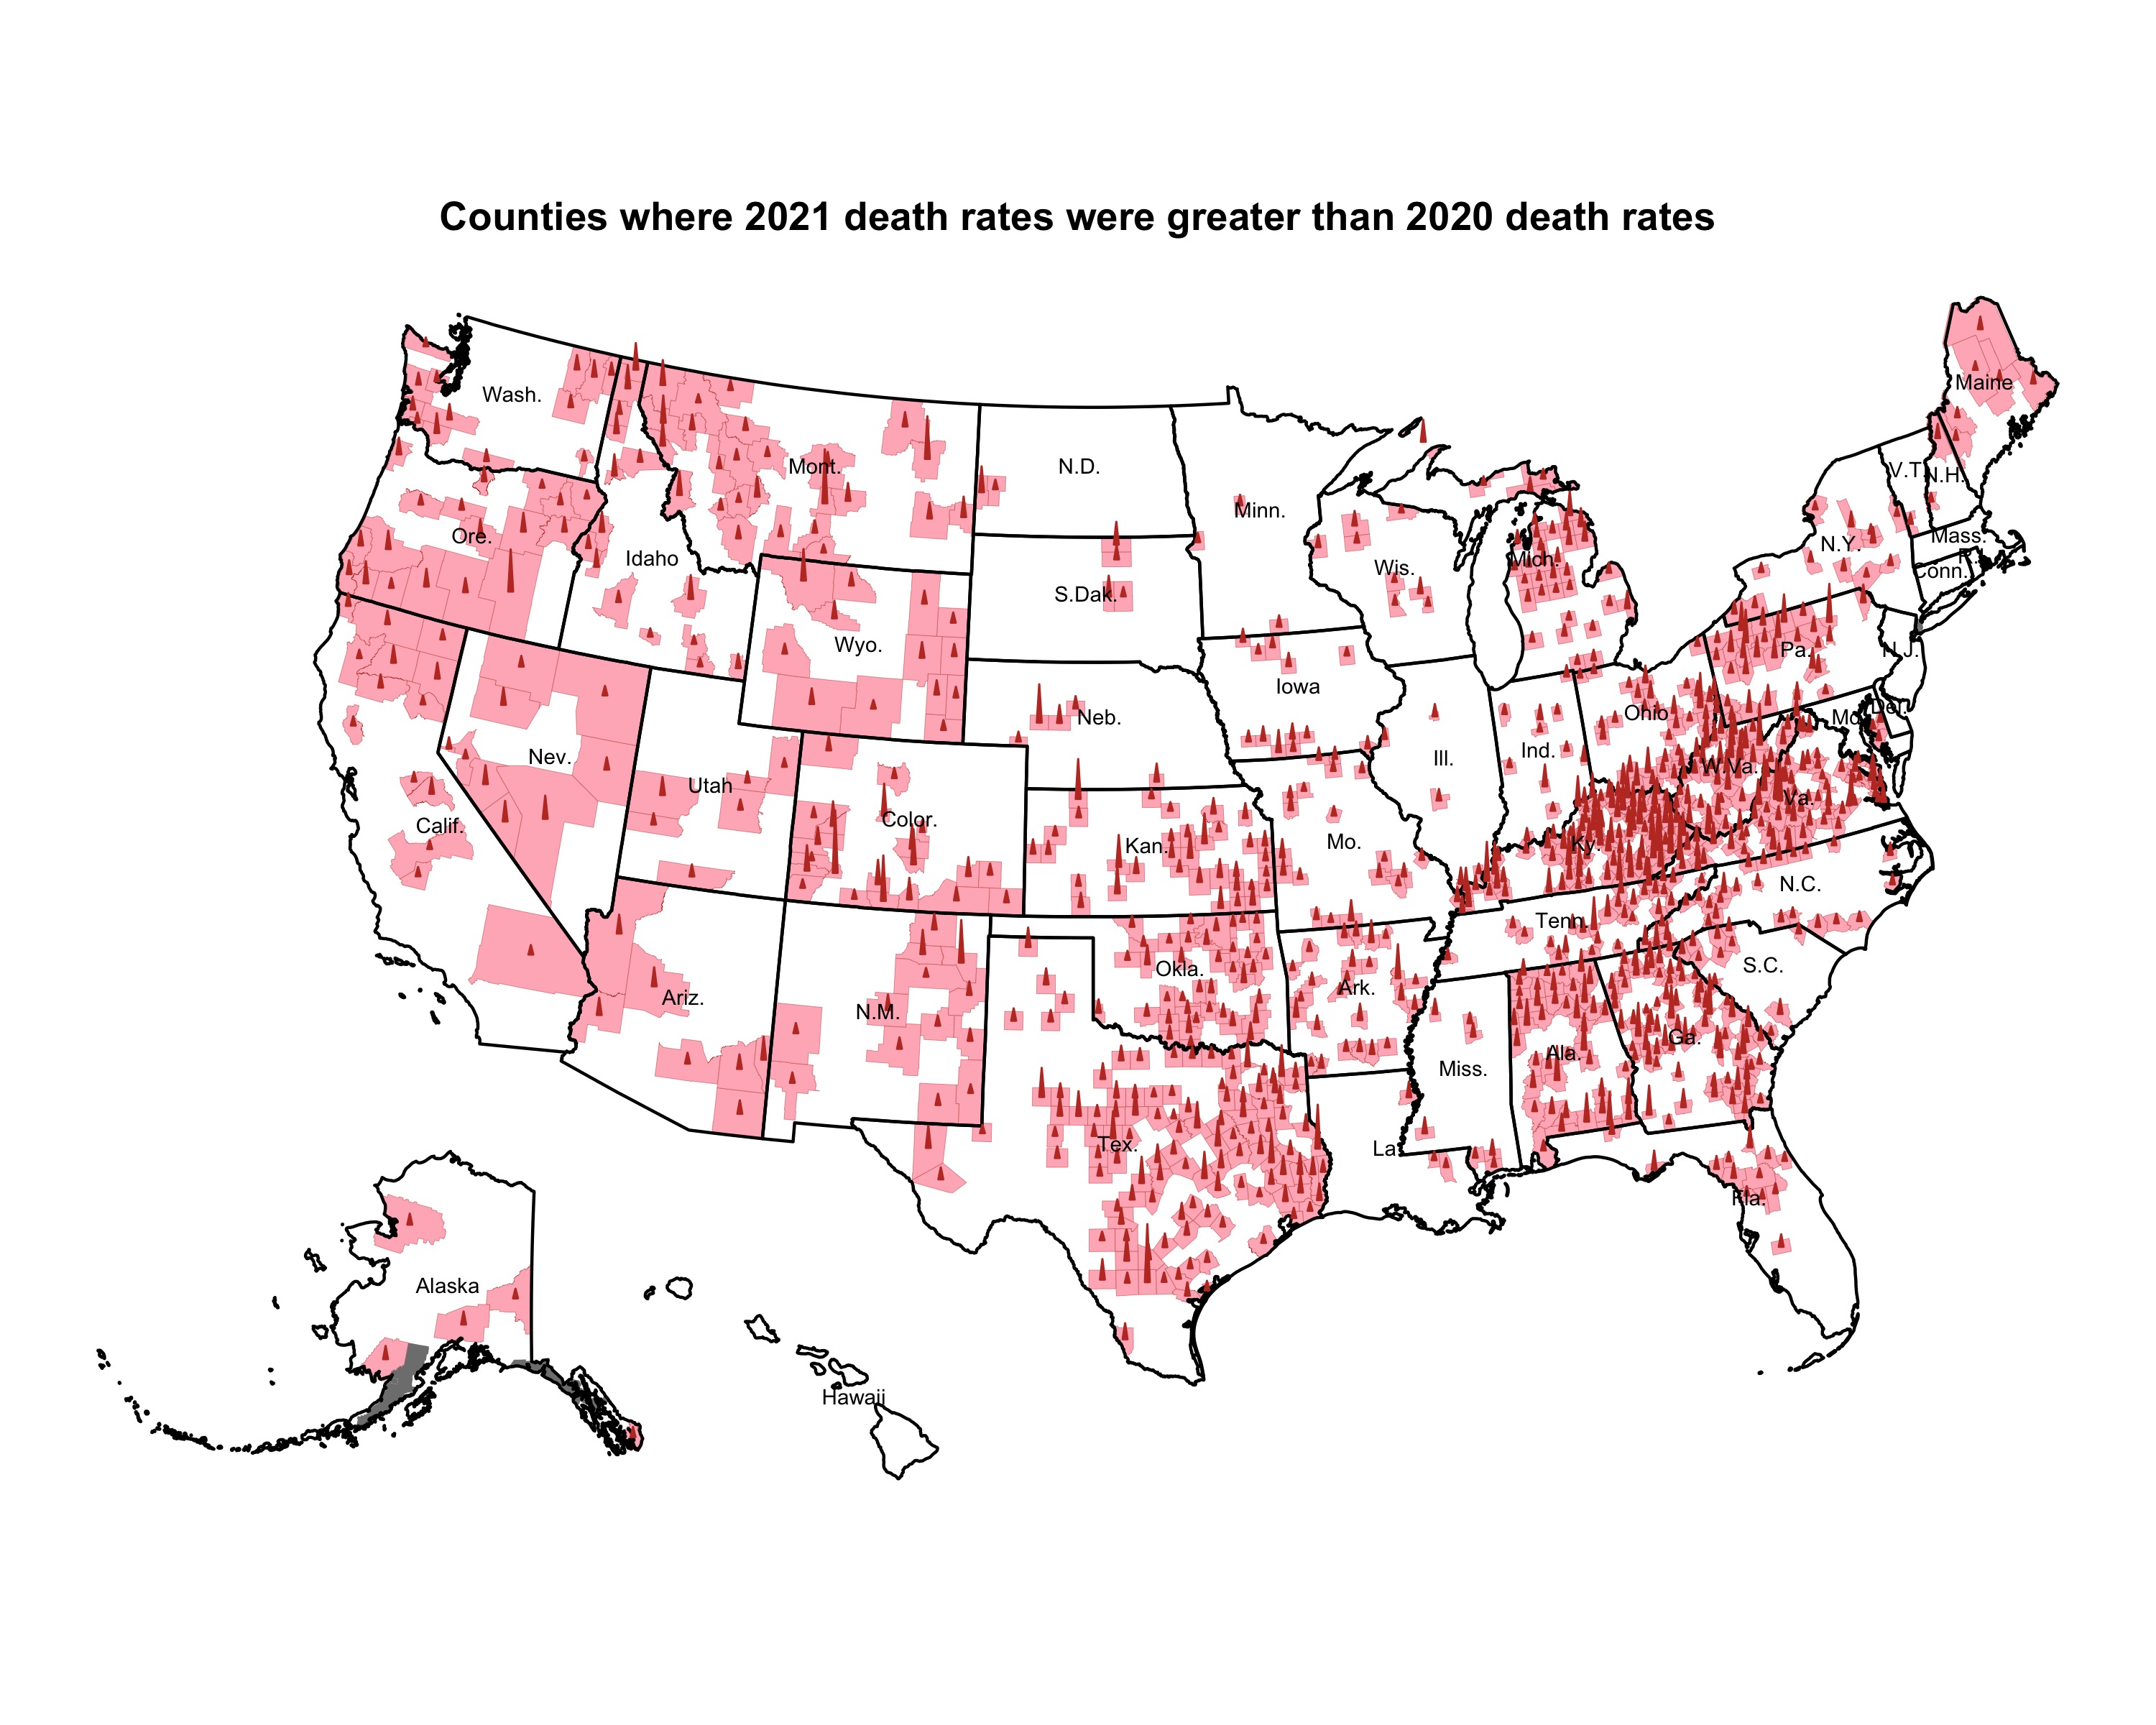 Counties where 2021 death rates were greater than 2020 death rates
Maine
Wash.
Mont.
N.D.
V.T.
N.H.
Minn.
Ore.
Mass.
N.Y.
R.I.
Idaho
Mich.
Wis.
Conn.
S.Dak.
Wyo.
Pa.
N.J.
Iowa
Del.
Ohio
Md.
Neb.
Ind.
Nev.
Ill.
W.Va.
Utah
Va.
Color.
Calif.
Mo.
Kan.
Ky.
N.C.
Tenn.
S.C.
Okla.
Ark.
Ariz.
N.M.
Ga.
Ala.
Miss.
Tex.
La.
Fla.
Alaska
Hawaii